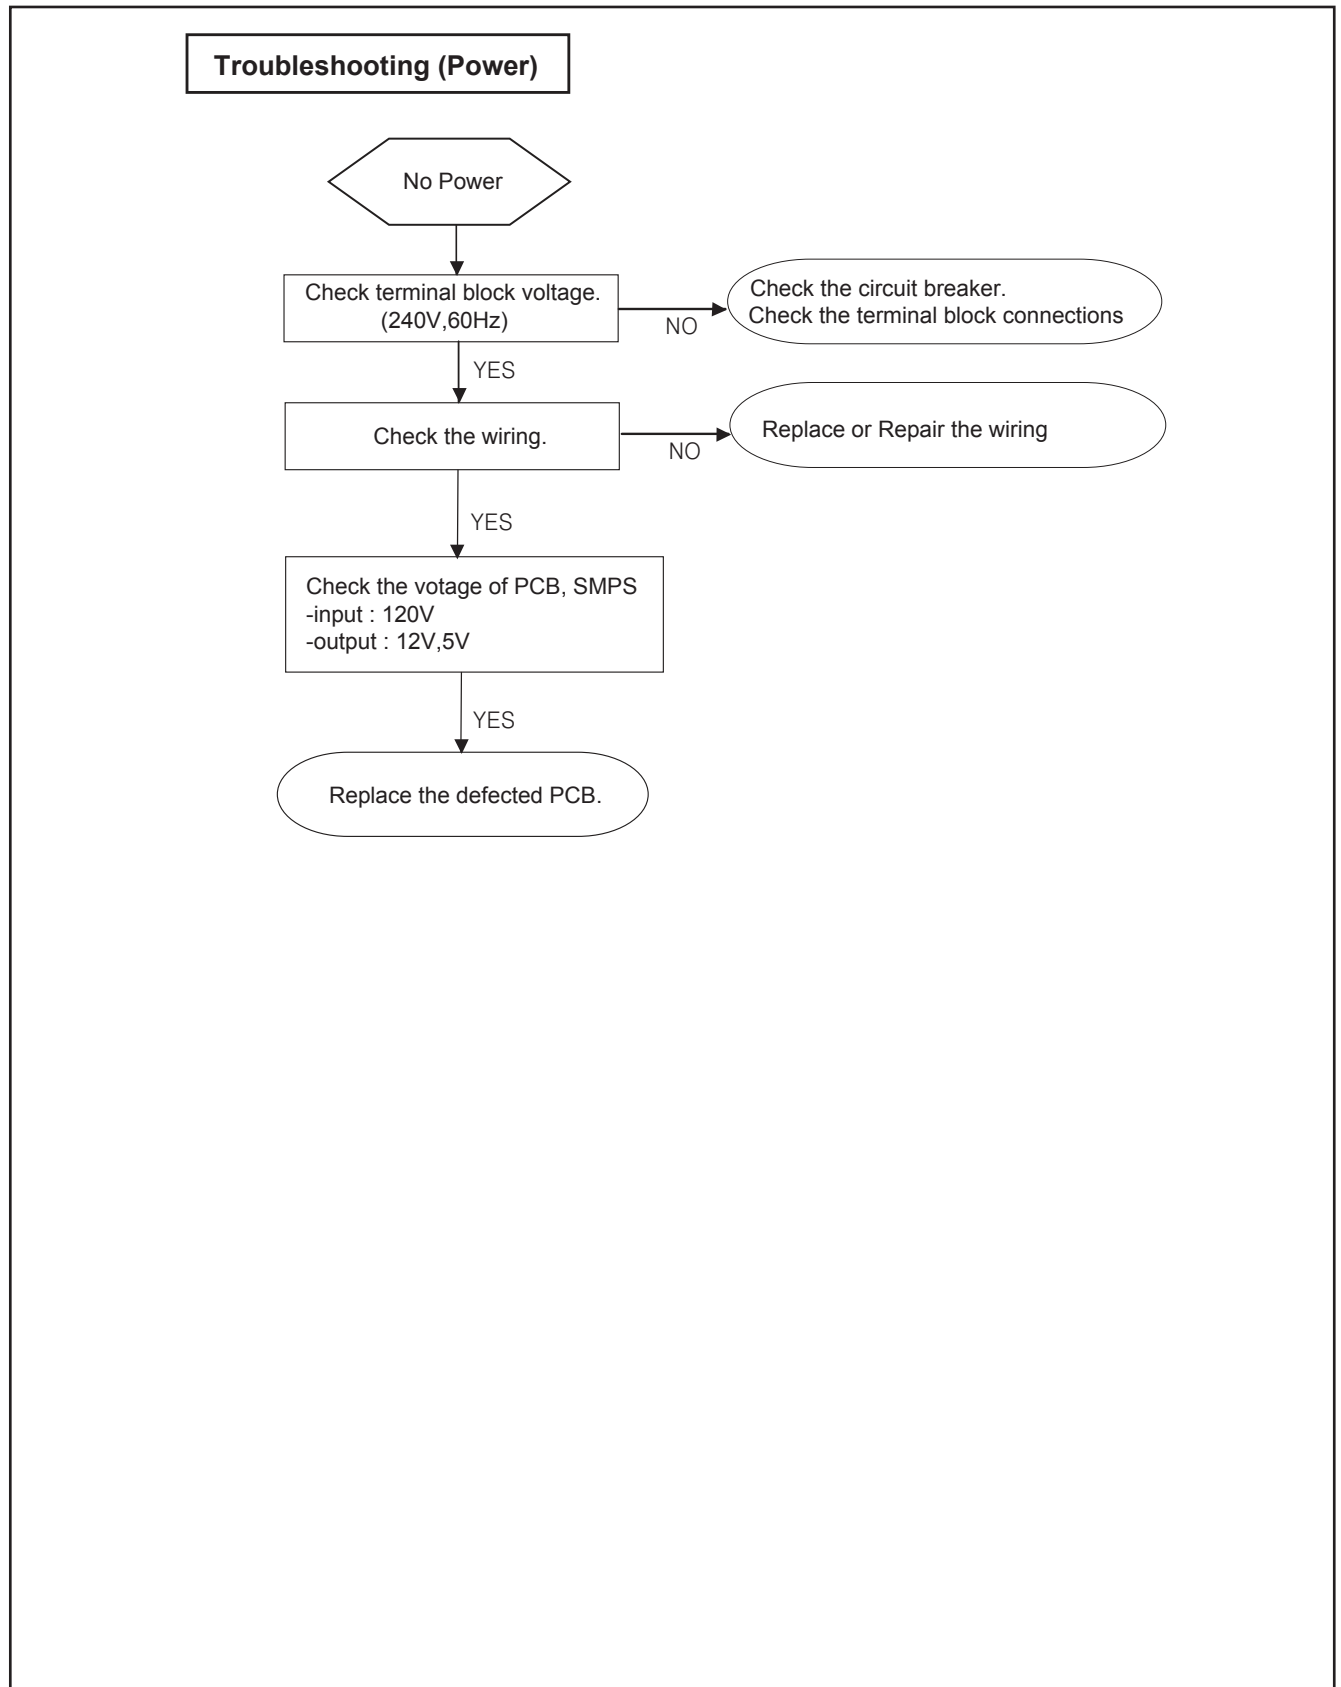 Troubleshooting (Power)
No Power
Check terminal block voltage.
(240V,60Hz)
NO
Check the circuit breaker.
Check the terminal block connections
YES
Check the wiring.
NO
Replace or Repair the wiring
YES
Check the votage of PCB, SMPS
-input : 120V
-output : 12V,5V
YES
Replace the defected PCB.